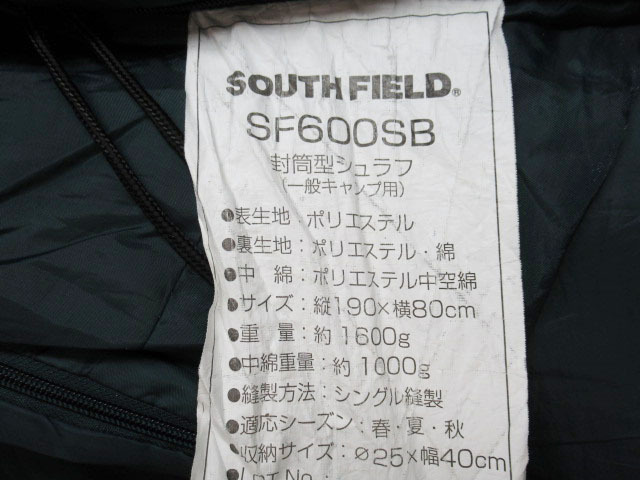 SOUTH FIELD®
SF600SB
封筒型シュラフ
(一般キャンプ用)
●表生地：ポリエステル
●裏生地：ポリエステル・綿
●中　綿：ポリエステル中空綿
●サイズ：縦190×横80cm
●重　量：約1600g
●中綿重量：約1000g
●縫製方法：シングル縫製
●適応シーズン：春・夏・秋
●収納サイズ：ø25×幅40cm
●Lot No.：